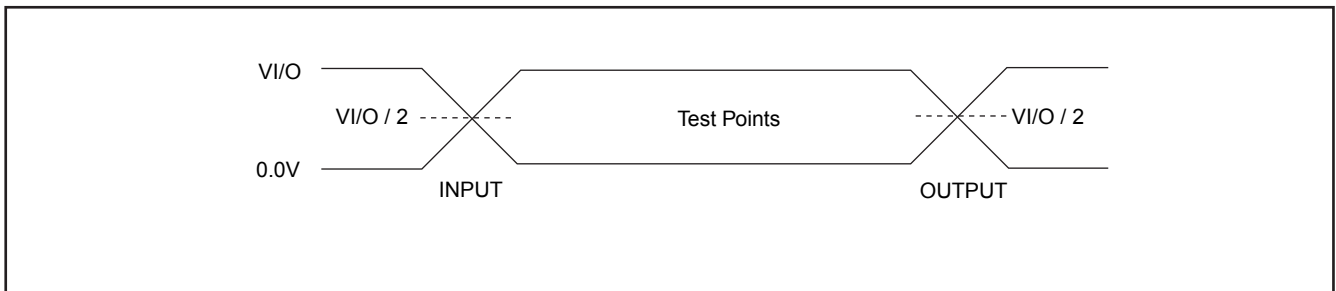 VI/O
VI/O / 2
Test Points
VI/O / 2
0.0V
INPUT
OUTPUT